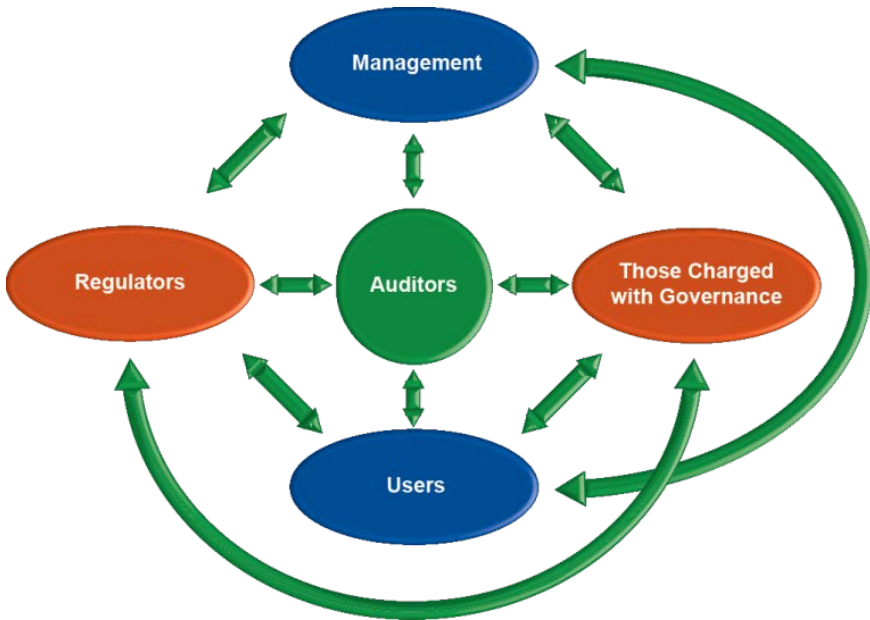 Management
Regulators
Auditors
Those Charged
with Governance
Users